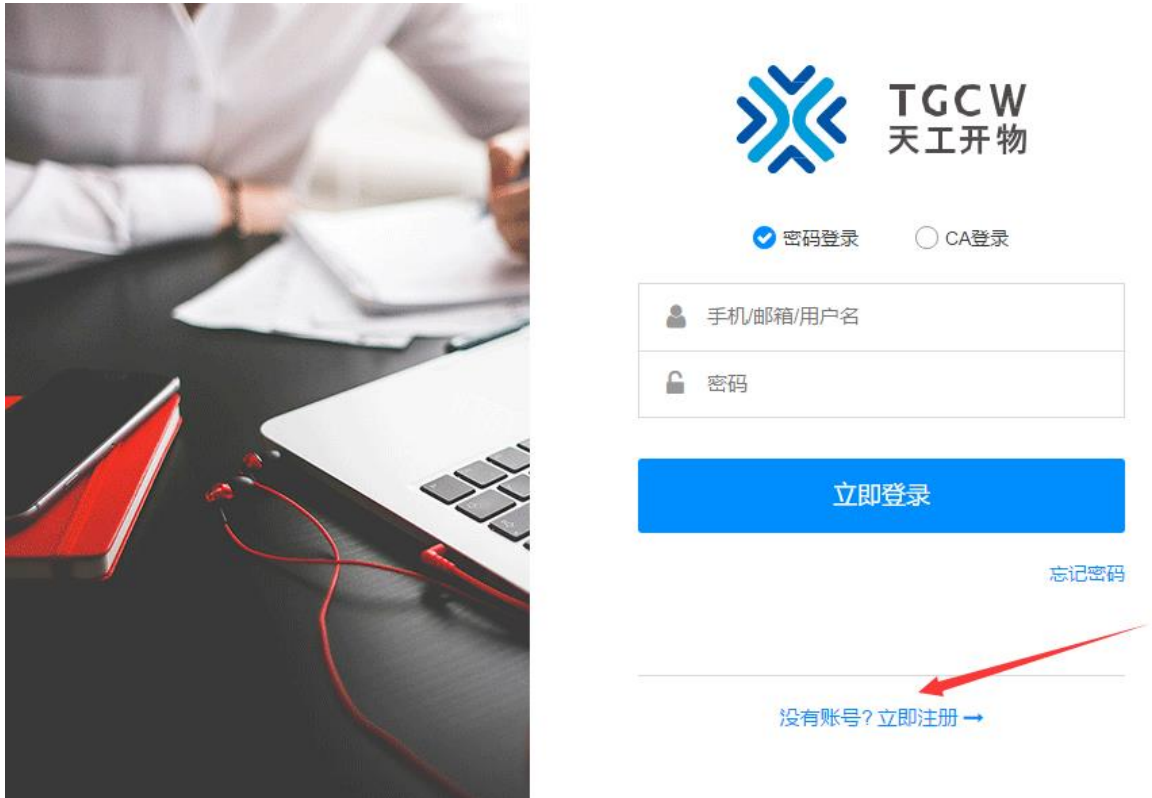 TGCW
天工开物
密码登录 CA登录
手机/邮箱/用户名
密码
立即登录
忘记密码
没有账号? 立即注册 →